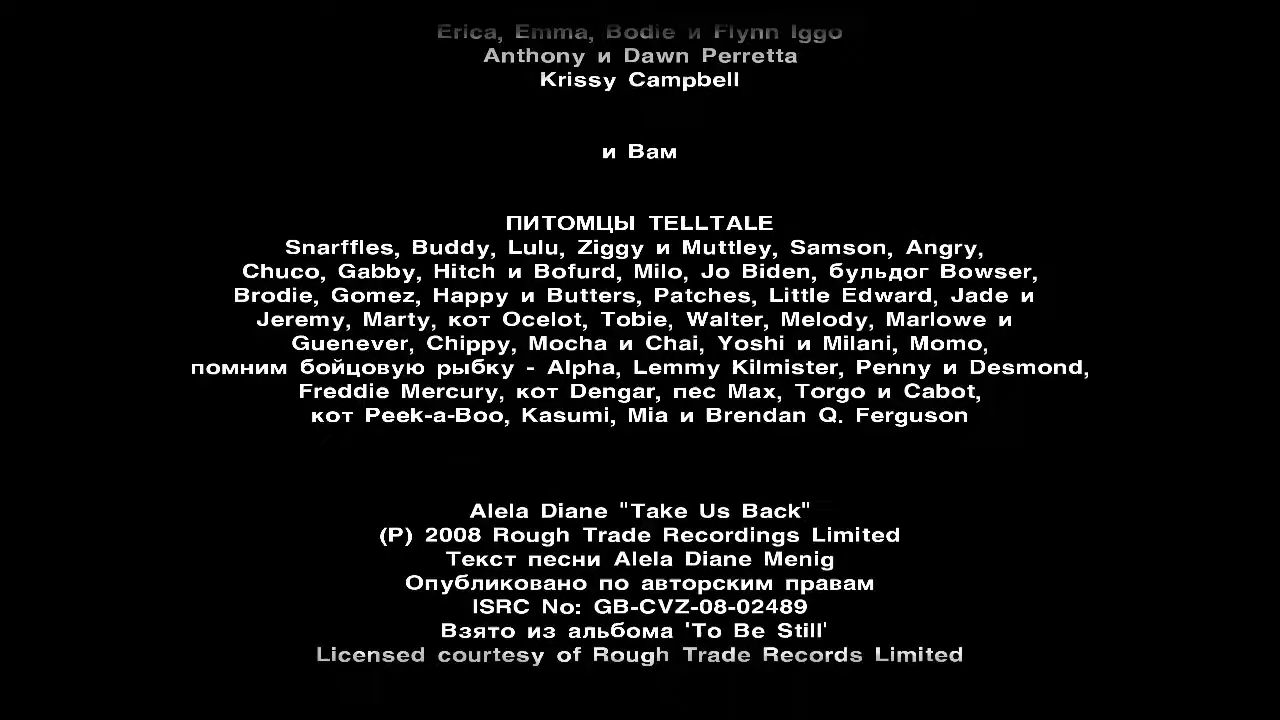 Erica, Emma, Bodie и Flynn Iggo
Anthony и Dawn Perretta
Krissy Campbell
и Вам
ПИТОМЦЫ TELLTALE
Snarffles, Buddy, Lulu, Ziggy и Muttley, Samson, Angry,
Chuco, Gabby, Hitch и Bofurd, Milo, Jo Biden, бульдог Bowser,
Brodie, Gomez, Happy и Butters, Patches, Little Edward, Jade и
Jeremy, Marty, кот Ocelot, Tobie, Walter, Melody, Marlowe и
Guenever, Chippy, Mocha и Chai, Yoshi и Milani, Momo,
помним бойцовую рыбку - Alpha, Lemmy Kilmister, Penny и Desmond,
Freddie Mercury, кот Dengar, пес Max, Torgo и Cabot,
кот Peek-a-Boo, Kasumi, Mia и Brendan Q. Ferguson
Alela Diane "Take Us Back"
(P) 2008 Rough Trade Recordings Limited
Текст песни Alela Diane Menig
Опубликовано по авторским правам
ISRC No: GB-CVZ-08-02489
Взято из альбома 'To Be Still'
Licensed courtesy of Rough Trade Records Limited